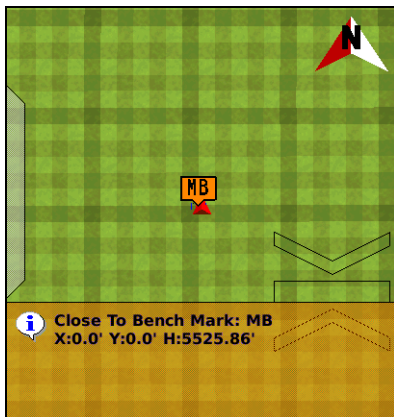 N
MB
Close To Bench Mark: MB
X:0.0' Y:0.0' H:5525.86'